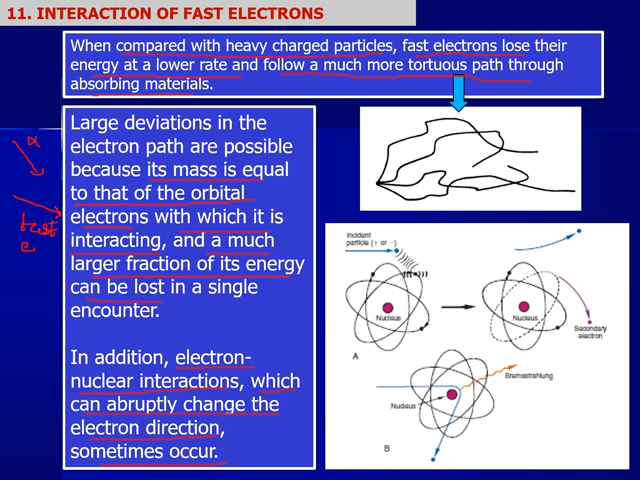 11. INTERACTION OF FAST ELECTRONS
When compared with heavy charged particles, fast electrons lose their
energy at a lower rate and follow a much more tortuous path through
absorbing materials.
Large deviations in the
electron path are possible
because its mass is equal
to that of the orbital
electrons with which it is
interacting, and a much
larger fraction of its energy
can be lost in a single
encounter.
In addition, electron-
nuclear interactions, which
can abruptly change the
electron direction,
sometimes occur.
α
fast
e
Incident
particle (+ or −)
Nucleus
Nucleus
Secondary
electron
A
Bremsstrahlung
Nucleus
B